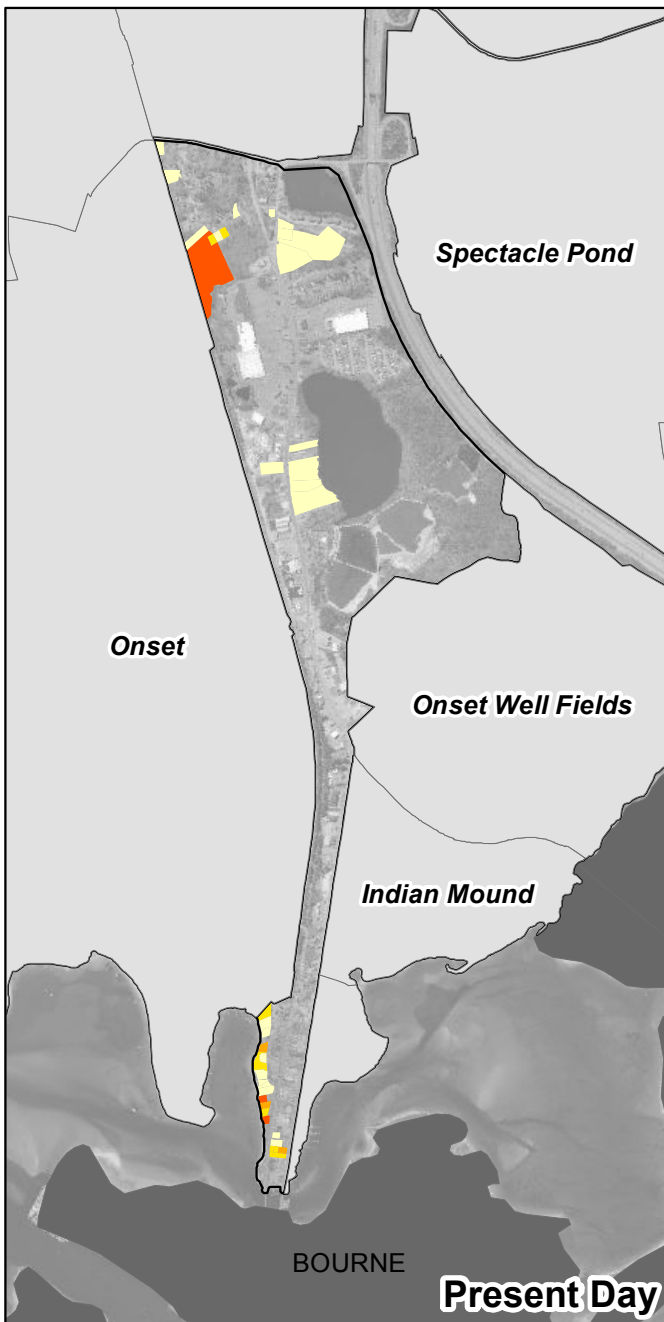 Spectacle Pond
Onset
Onset Well Fields
Indian Mound
BOURNE
Present Day